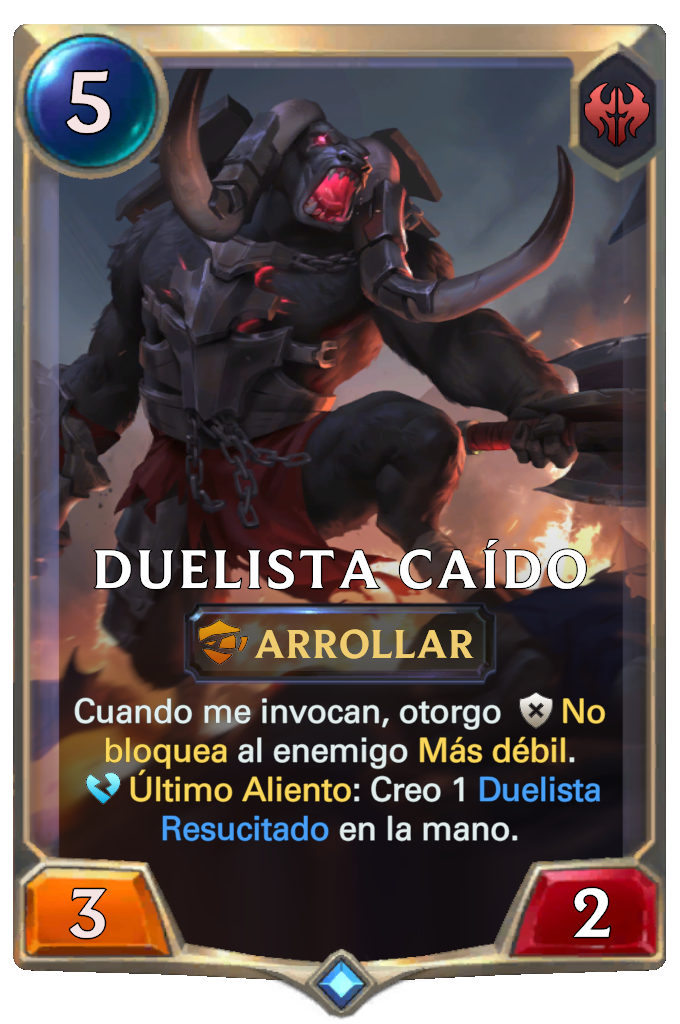 5
DUELISTA CAÍDO
ARROLLAR
Cuando me invocan, otorgo No
bloquea al enemigo Más débil.
Último Aliento: Creo 1 Duelista
Resucitado en la mano.
3
2